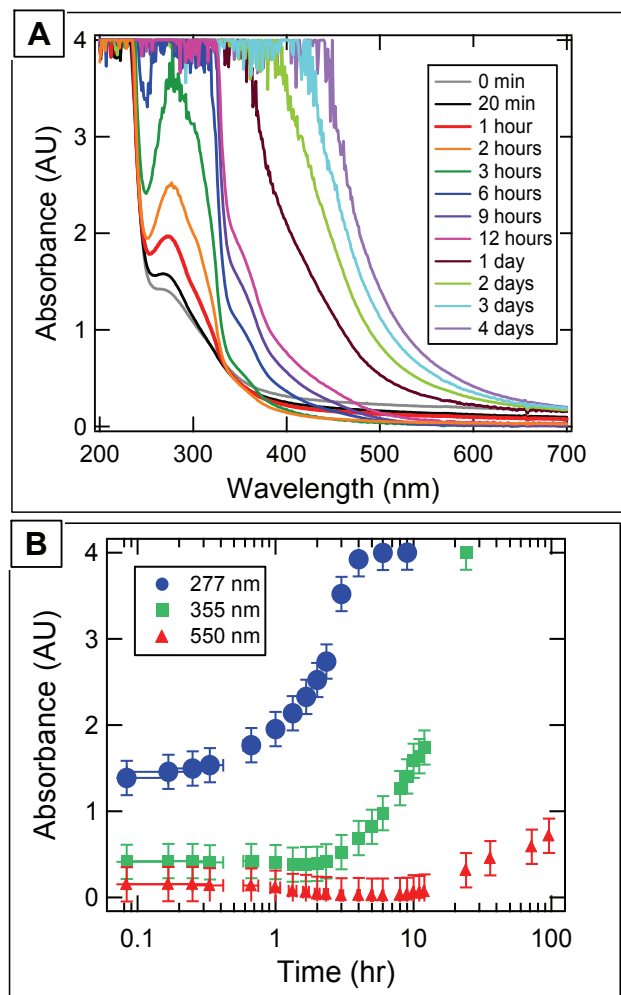 A
Absorbance (AU)
4
3
2
1
0
0 min
20 min
1 hour
2 hours
3 hours
6 hours
9 hours
12 hours
1 day
2 days
3 days
4 days
200 300 400 500 600 700
Wavelength (nm)
B
Absorbance (AU)
4
3
2
1
0
277 nm
355 nm
550 nm
0.1 1 10 100
Time (hr)